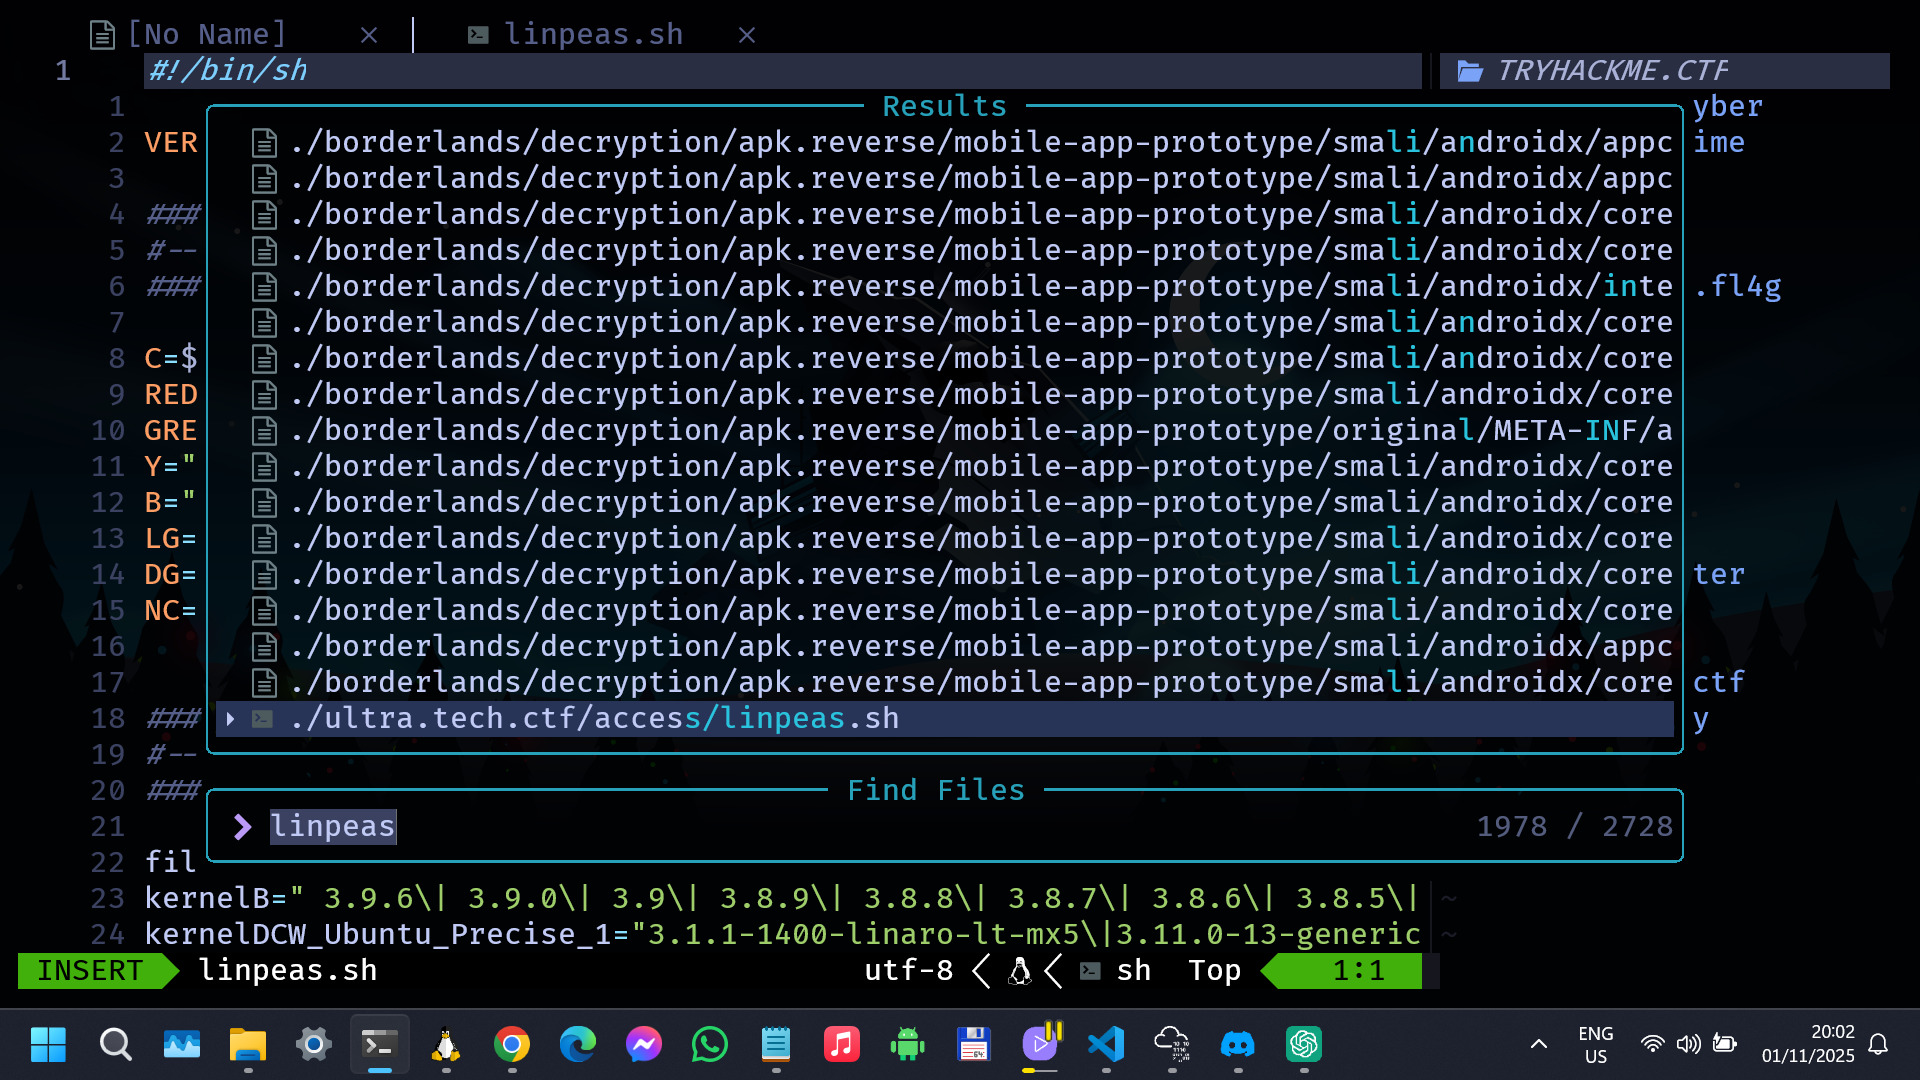 [No Name] × linpeas.sh ×
1 #!/bin/sh TRYHACKME.CTF
1 yber
2 VER ime
3
4 ###
5 #--
6 ### .fl4g
7
8 C=$
9 RED
10 GRE
11 Y="
12 B="
13 LG=
14 DG= ter
15 NC=
16
17 ctf
18 ### y
19 #--
20 ###
21
22 fil
Results
./borderlands/decryption/apk.reverse/mobile-app-prototype/smali/androidx/appc
./borderlands/decryption/apk.reverse/mobile-app-prototype/smali/androidx/appc
./borderlands/decryption/apk.reverse/mobile-app-prototype/smali/androidx/core
./borderlands/decryption/apk.reverse/mobile-app-prototype/smali/androidx/core
./borderlands/decryption/apk.reverse/mobile-app-prototype/smali/androidx/inte
./borderlands/decryption/apk.reverse/mobile-app-prototype/smali/androidx/core
./borderlands/decryption/apk.reverse/mobile-app-prototype/smali/androidx/core
./borderlands/decryption/apk.reverse/mobile-app-prototype/smali/androidx/core
./borderlands/decryption/apk.reverse/mobile-app-prototype/original/META-INF/a
./borderlands/decryption/apk.reverse/mobile-app-prototype/smali/androidx/core
./borderlands/decryption/apk.reverse/mobile-app-prototype/smali/androidx/core
./borderlands/decryption/apk.reverse/mobile-app-prototype/smali/androidx/core
./borderlands/decryption/apk.reverse/mobile-app-prototype/smali/androidx/core
./borderlands/decryption/apk.reverse/mobile-app-prototype/smali/androidx/core
./borderlands/decryption/apk.reverse/mobile-app-prototype/smali/androidx/appc
./borderlands/decryption/apk.reverse/mobile-app-prototype/smali/androidx/core
./ultra.tech.ctf/access/linpeas.sh
Find Files
linpeas 1978 / 2728
23 kernelB=" 3.9.6\| 3.9.0\| 3.9\| 3.8.9\| 3.8.8\| 3.8.7\| 3.8.6\| 3.8.5\| ~
24 kernelDCW_Ubuntu_Precise_1="3.1.1-1400-linaro-lt-mx5\|3.11.0-13-generic ~
INSERT linpeas.sh utf-8 sh Top 1:1
ENG
US
20:02
01/11/2025